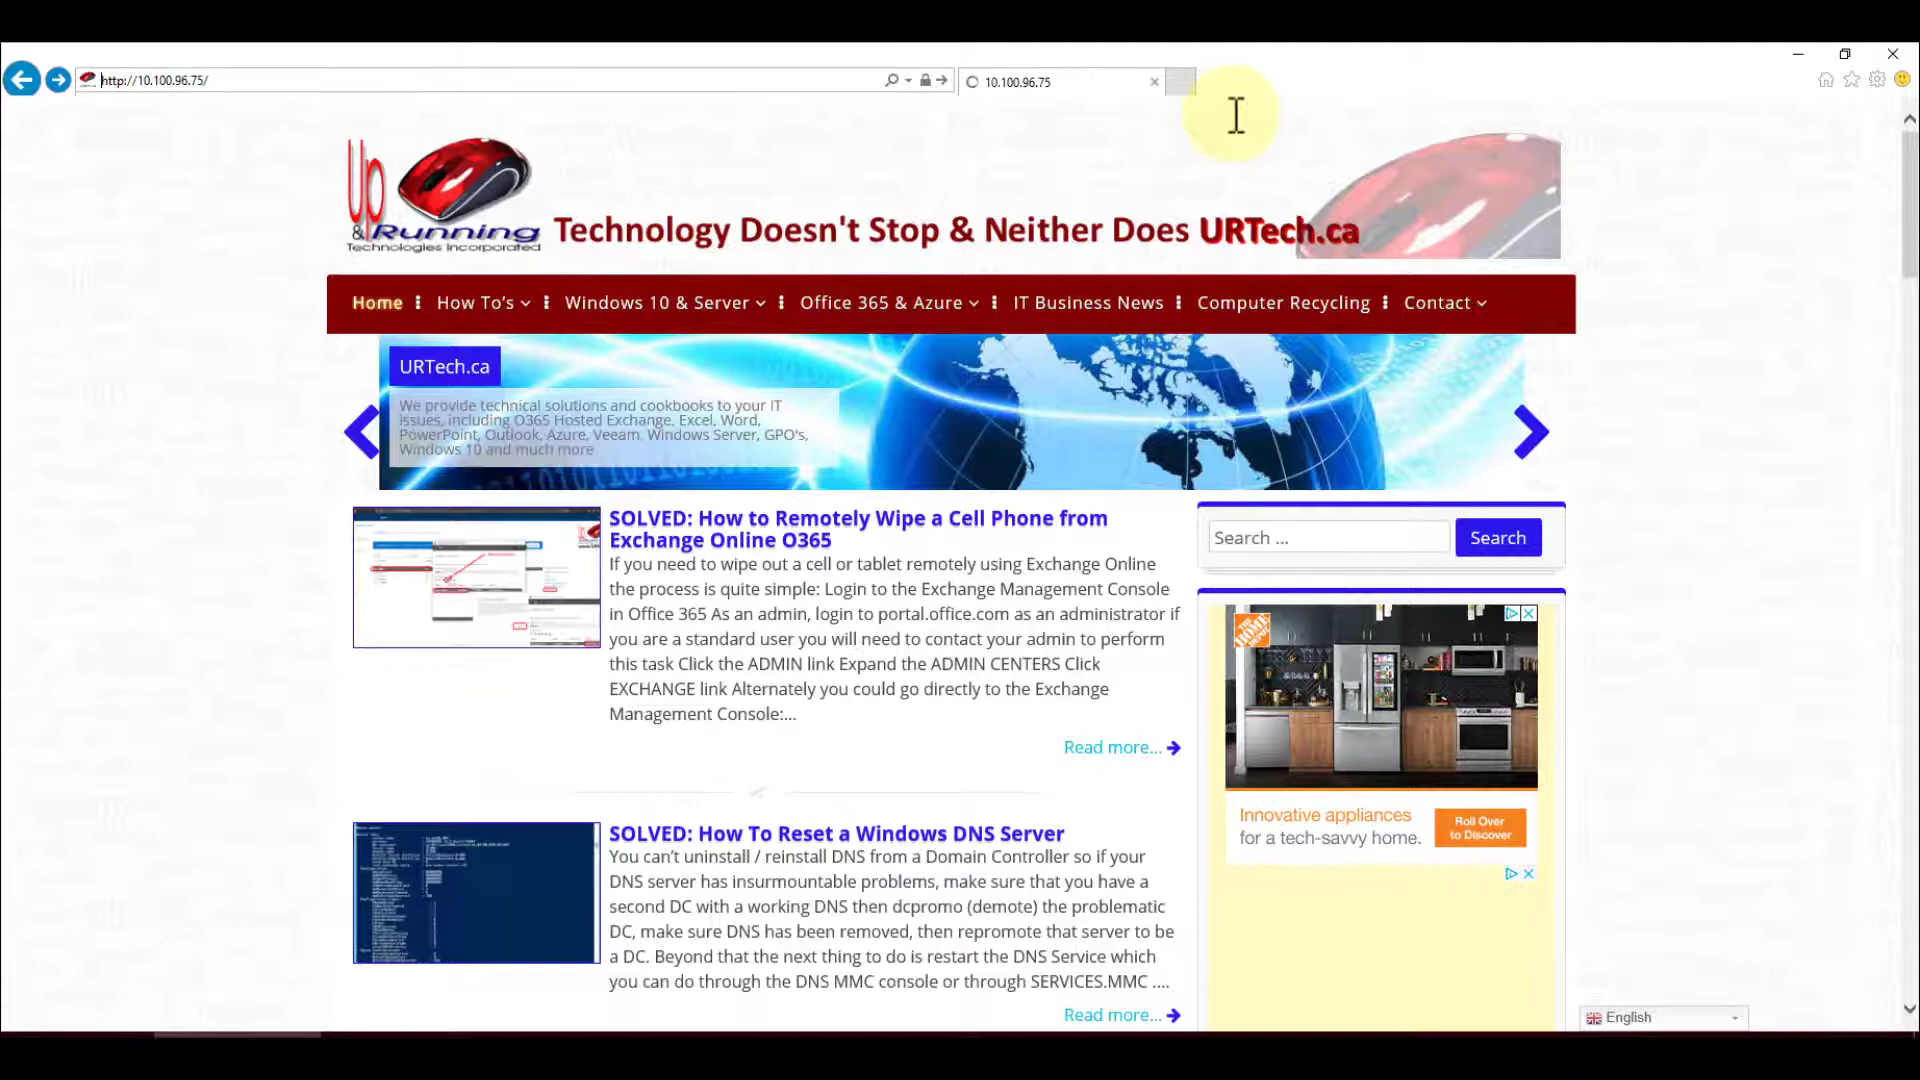 http://10.100.96.75/
10.100.96.75
Up
& Running
Technologies Incorporated
Technology Doesn't Stop & Neither Does URTech.ca
Home
How To's
Windows 10 & Server
Office 365 & Azure
IT Business News
Computer Recycling
Contact
URTech.ca
We provide technical solutions and cookbooks to your IT
issues, including O365 Hosted Exchange, Excel, Word,
PowerPoint, Outlook, Azure, Veeam, Windows Server, GPO's,
Windows 10 and much more
SOLVED: How to Remotely Wipe a Cell Phone from
Exchange Online O365
If you need to wipe out a cell or tablet remotely using Exchange Online
the process is quite simple: Login to the Exchange Management Console
in Office 365 As an admin, login to portal.office.com as an administrator if
you are a standard user you will need to contact your admin to perform
this task Click the ADMIN link Expand the ADMIN CENTERS Click
EXCHANGE link Alternately you could go directly to the Exchange
Management Console:...
Read more...
SOLVED: How To Reset a Windows DNS Server
You can't uninstall / reinstall DNS from a Domain Controller so if your
DNS server has insurmountable problems, make sure that you have a
second DC with a working DNS then dcpromo (demote) the problematic
DC, make sure DNS has been removed, then repromote that server to be
a DC. Beyond that the next thing to do is restart the DNS Service which
you can do through the DNS MMC console or through SERVICES.MMC ....
Read more...
Search ...
Search
THE HOME DEPOT
Innovative appliances
for a tech-savvy home.
Roll Over
to Discover
English